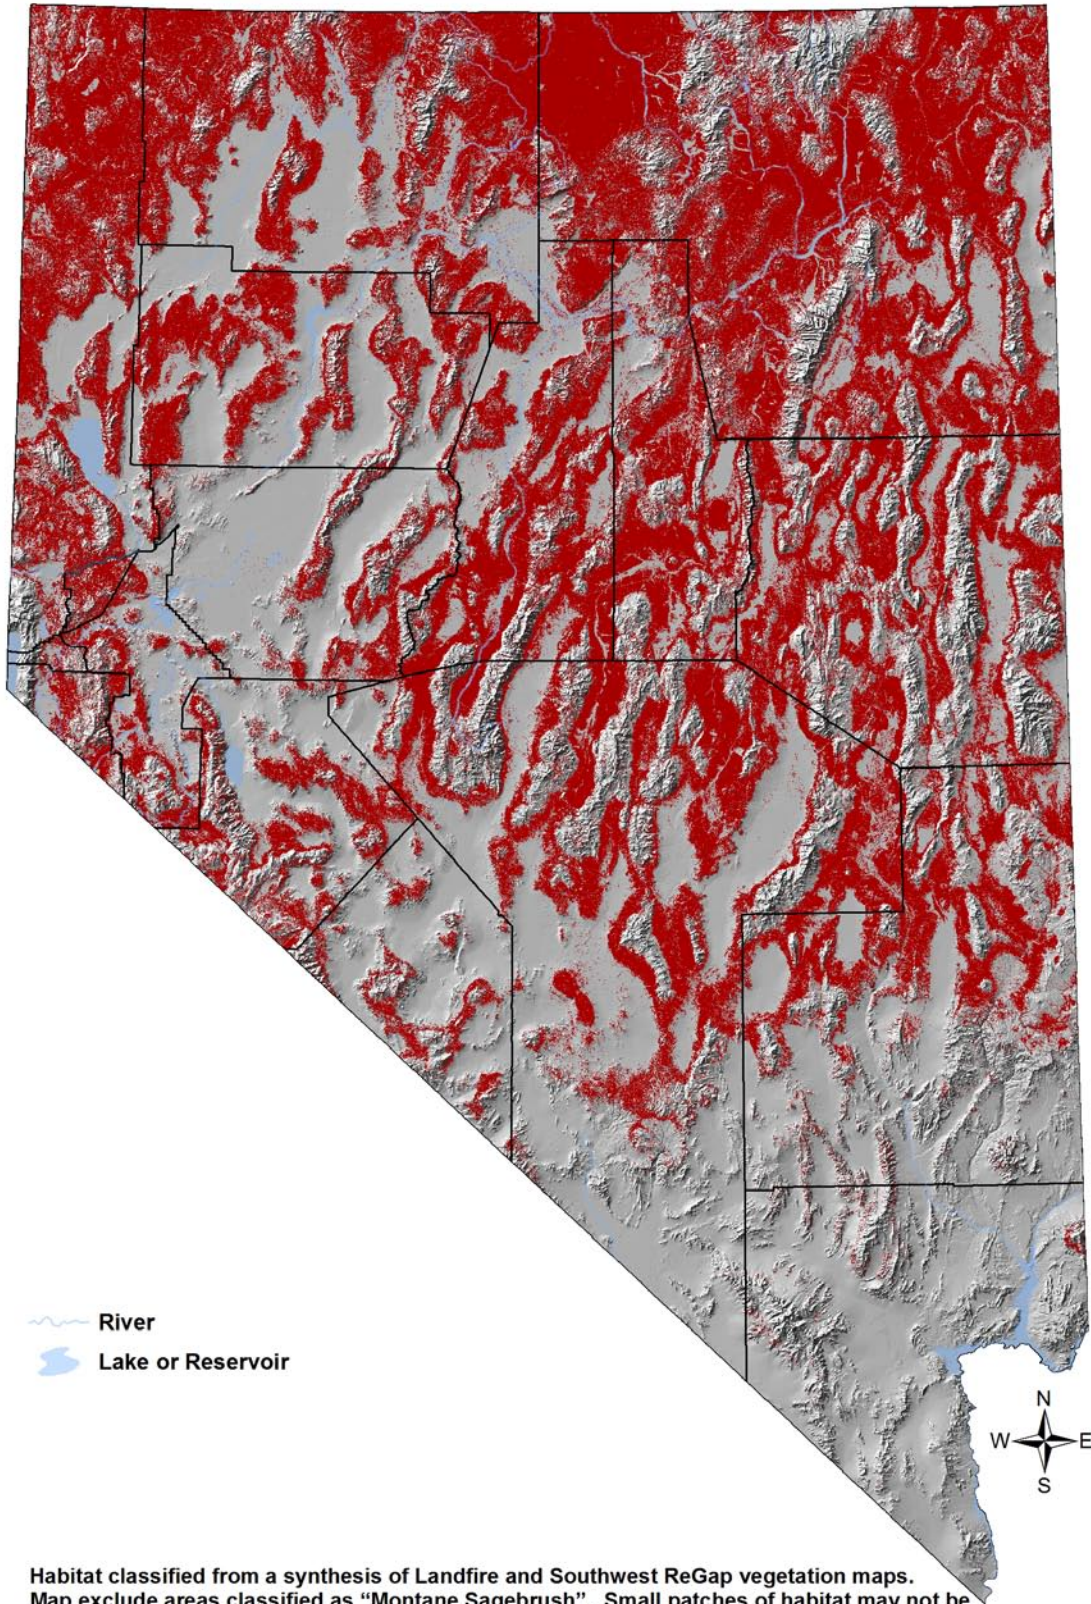 River
Lake or Reservoir
N
W E
S
Habitat classified from a synthesis of Landfire and Southwest ReGap vegetation maps.
Map exclude areas classified as “Montane Sagebrush”. Small patches of habitat may not be